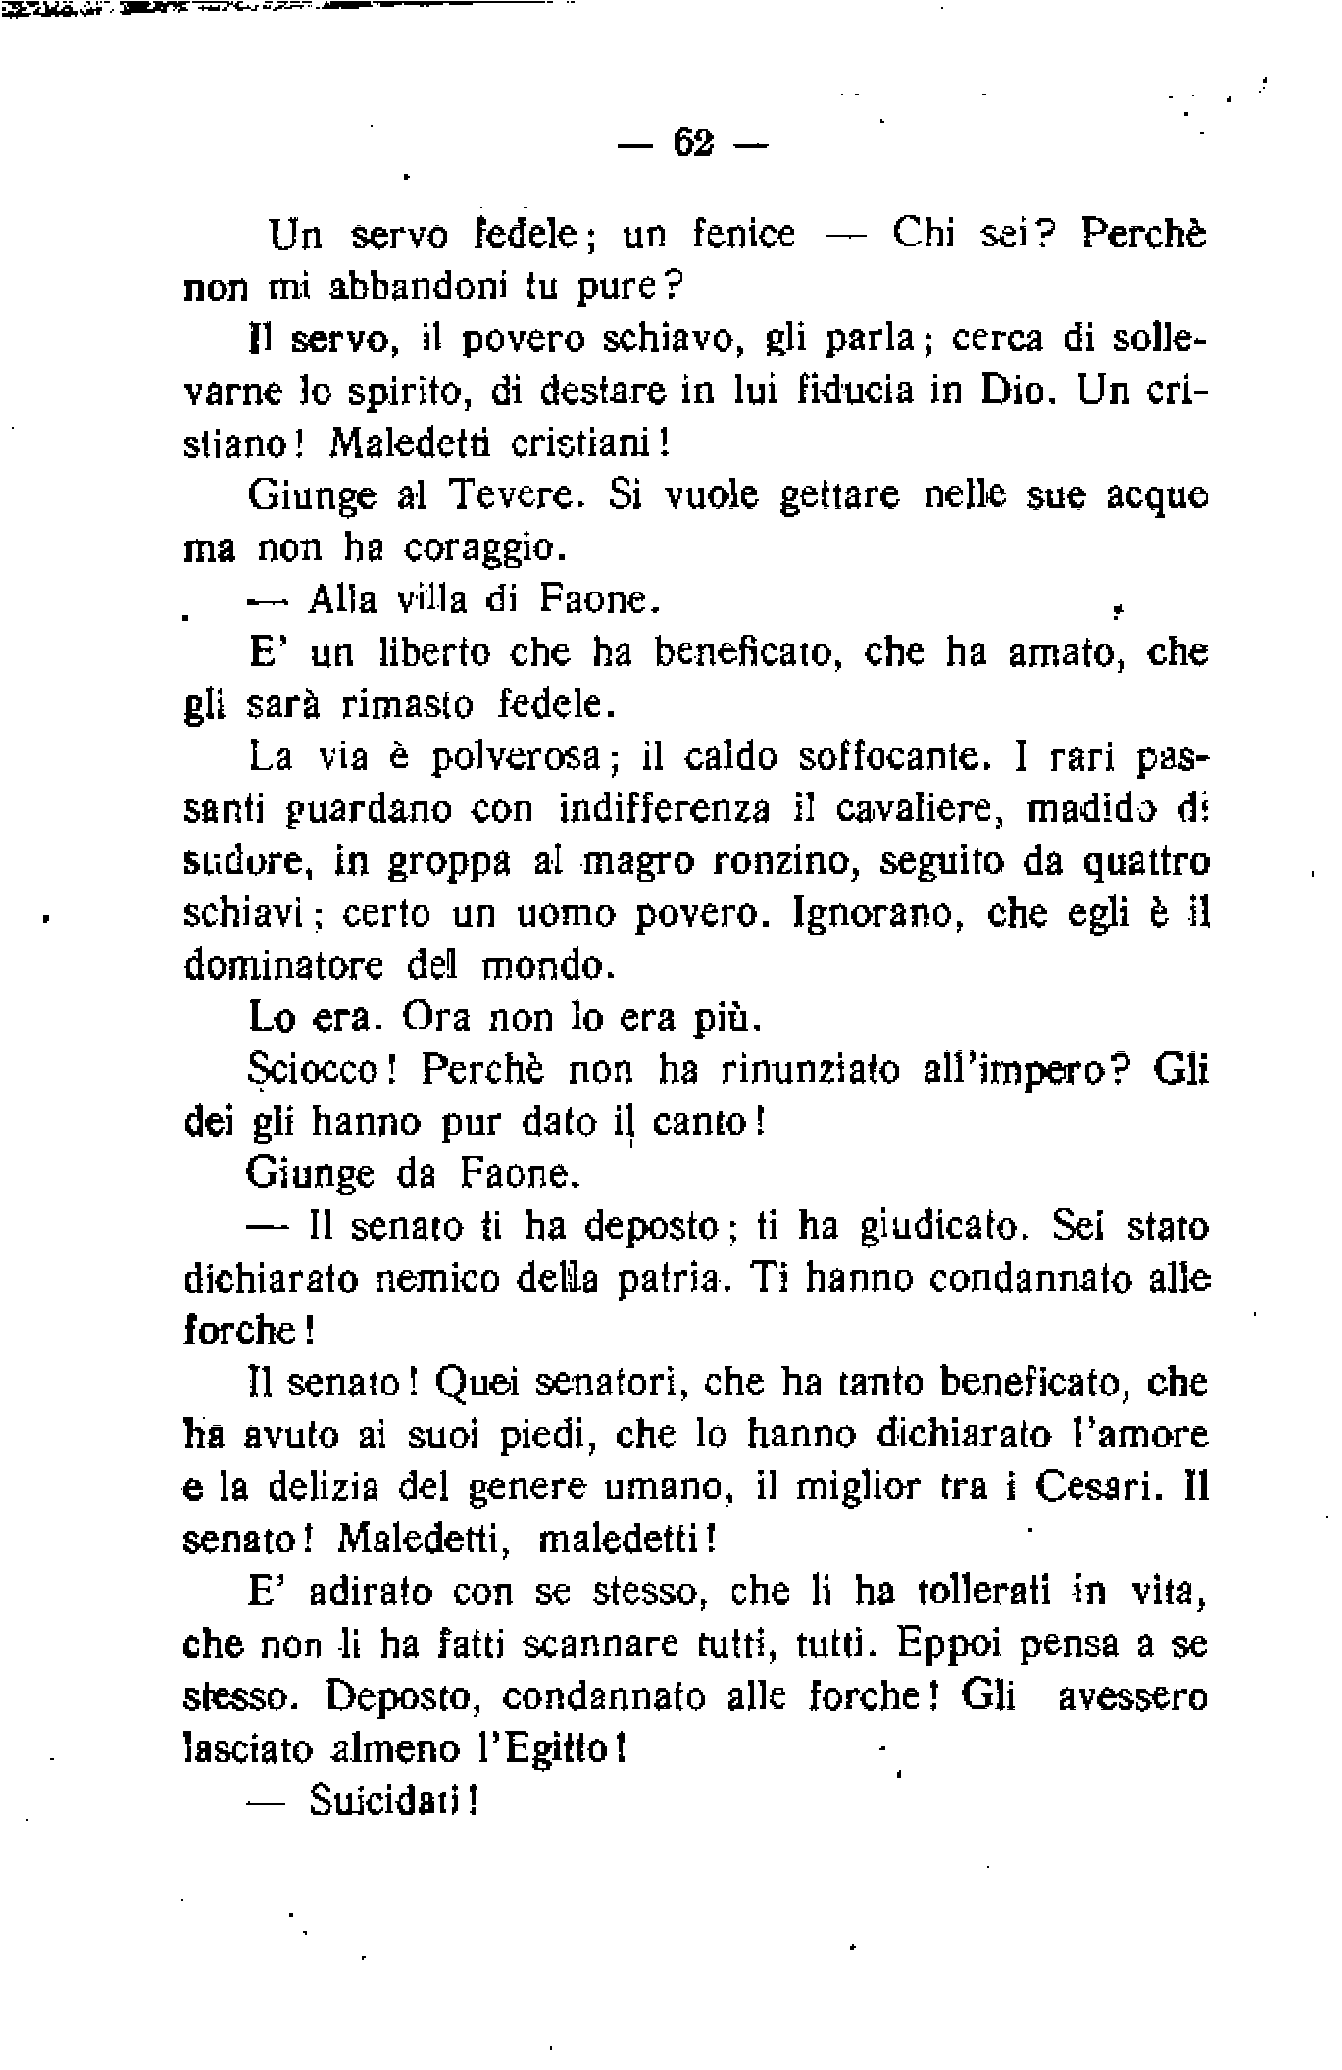 — 62 —
Un servo fedele; un fenice — Chi sei? Perchè
non mi abbandoni tu pure?
Il servo, il povero schiavo, gli parla; cerca di solle-
varne lo spirito, di destare in lui fiducia in Dio. Un cri-
stiano! Maledetti cristiani!
Giunge al Tevere. Si vuole gettare nelle sue acque
ma non ha coraggio.
— Alla villa di Faone.
E' un liberto che ha beneficato, che ha amato, che
gli sarà rimasto fedele.
La via è polverosa; il caldo soffocante. I rari pas-
santi guardano con indifferenza il cavaliere, madido di
sudore, in groppa al magro ronzino, seguito da quattro
schiavi; certo un uomo povero. Ignorano, che egli è il
dominatore del mondo.
Lo era. Ora non lo era più.
Sciocco! Perchè non ha rinunziato all'impero? Gli
dei gli hanno pur dato il canto!
Giunge da Faone.
— Il senato ti ha deposto; ti ha giudicato. Sei stato
dichiarato nemico della patria. Ti hanno condannato alle
forche!
Il senato! Quei senatori, che ha tanto beneficato, che
ha avuto ai suoi piedi, che lo hanno dichiarato l'amore
e la delizia del genere umano, il miglior tra i Cesari. Il
senato! Maledetti, maledetti!
E' adirato con se stesso, che li ha tollerati in vita,
che non li ha fatti scannare tutti, tutti. Eppoi pensa a se
stesso. Deposto, condannato alle forche! Gli avessero
lasciato almeno l'Egitto!
— Suicidati!